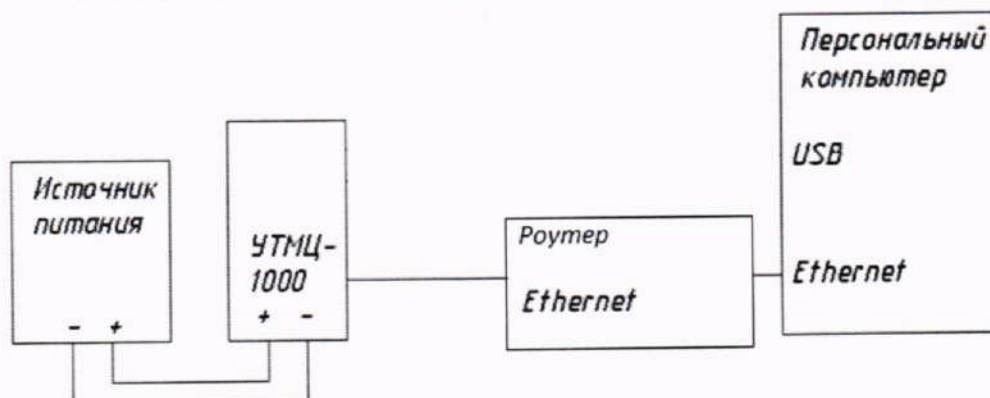 Источник
питания
- +
УТМЦ-
1000
+ -
Роутер
Ethernet
Персональный
компьютер
USB
Ethernet